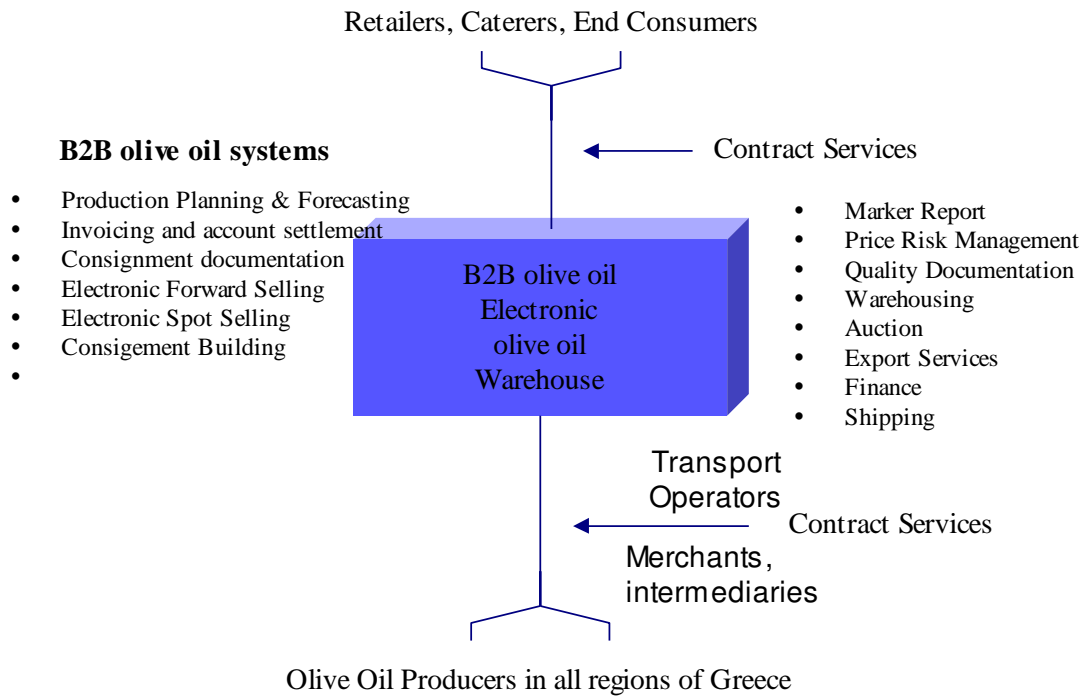 Retailers, Caterers, End Consumers
B2B olive oil systems
• Production Planning & Forecasting
• Invoicing and account settlement
• Consignment documentation
• Electronic Forward Selling
• Electronic Spot Selling
• Consigement Building
•
Contract Services
B2B olive oil
Electronic
olive oil
Warehouse
• Marker Report
• Price Risk Management
• Quality Documentation
• Warehousing
• Auction
• Export Services
• Finance
• Shipping
Transport
Operators
Contract Services
Merchants,
intermediaries
Olive Oil Producers in all regions of Greece